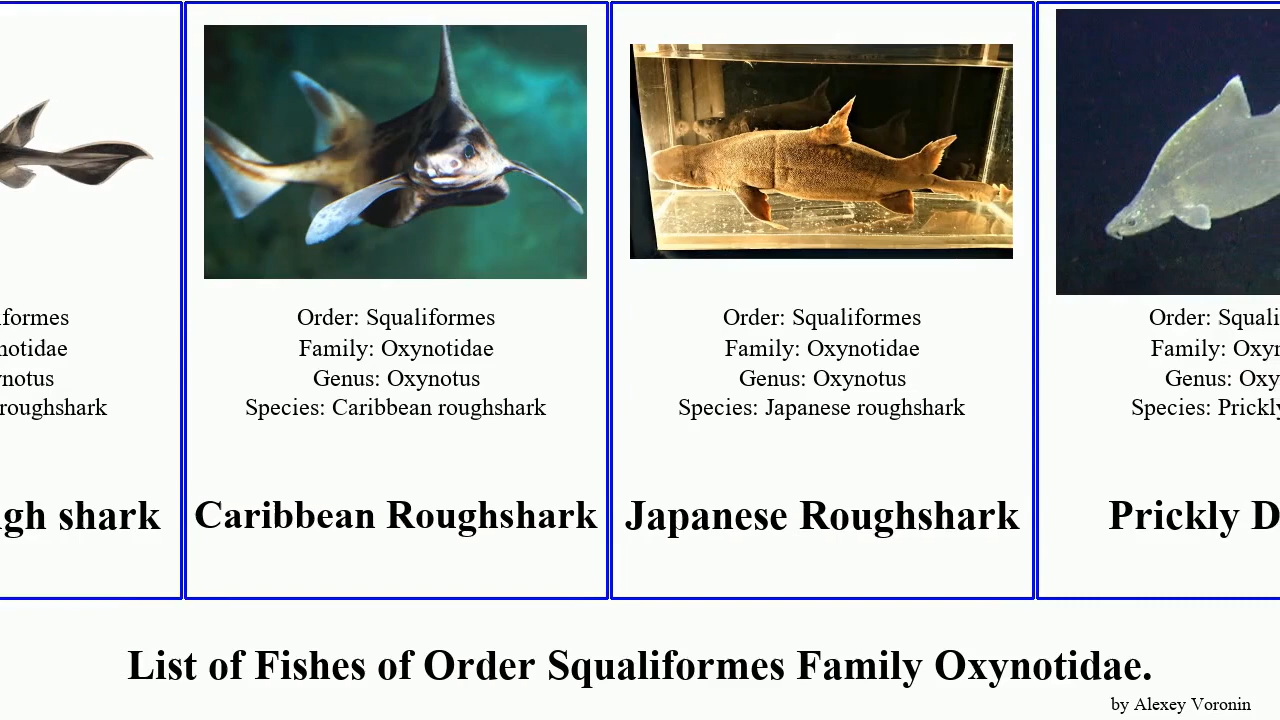 iformes
notidae
notus
roughshark
gh shark
Order: Squaliformes
Family: Oxynotidae
Genus: Oxynotus
Species: Caribbean roughshark
Caribbean Roughshark
Order: Squaliformes
Family: Oxynotidae
Genus: Oxynotus
Species: Japanese roughshark
Japanese Roughshark
Order: Squali
Family: Oxyn
Genus: Oxy
Species: Prickly
Prickly D
List of Fishes of Order Squaliformes Family Oxynotidae.
by Alexey Voronin